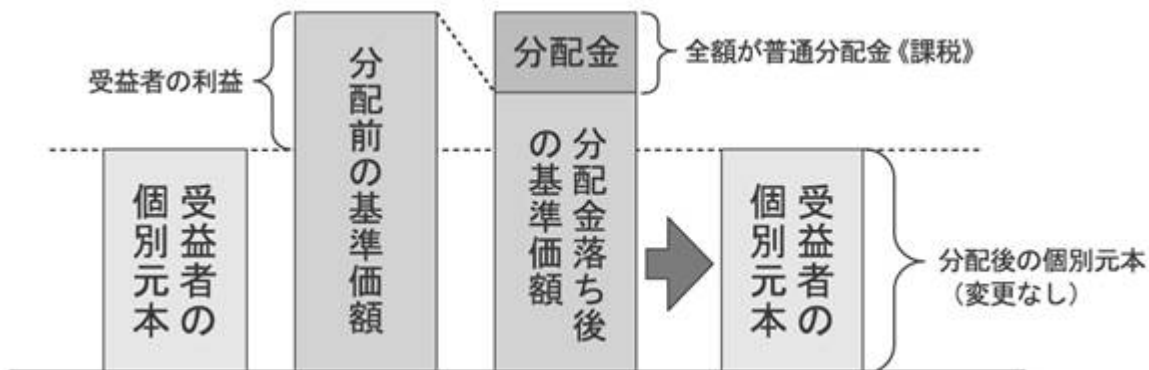 受益者の利益
受益者の
個別元本
分配前の基準価額
分配金
全額が普通分配金《課税》
分配金落ち後
の基準価額
受益者の
個別元本
分配後の個別元本
（変更なし）